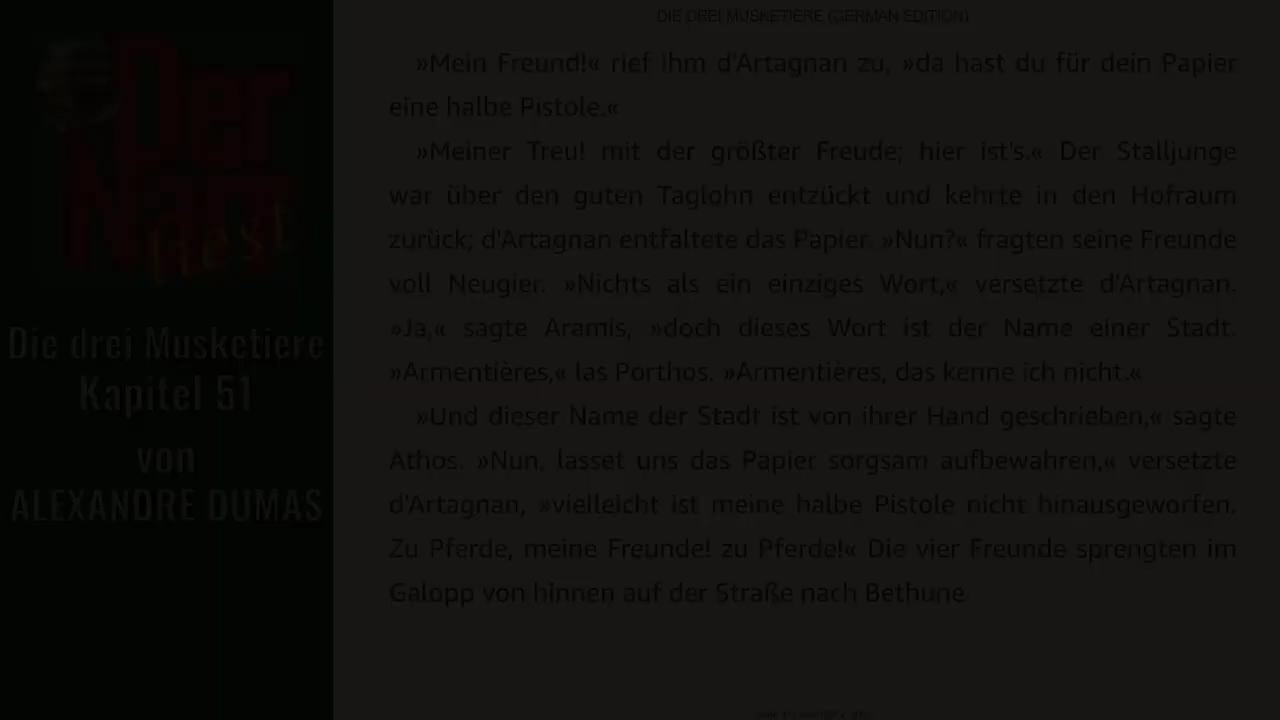 Der
Narr
liest
Die drei Musketiere
Kapitel 51
von
ALEXANDRE DUMAS
DIE DREI MUSKETIERE (GERMAN EDITION)
»Mein Freund!« rief ihm d'Artagnan zu, »da hast du für dein Papier
eine halbe Pistole.«
»Meiner Treu! mit der größter Freude; hier ist's.« Der Stalljunge
war über den guten Taglohn entzückt und kehrte in den Hofraum
zurück; d'Artagnan entfaltete das Papier. »Nun?« fragten seine Freunde
voll Neugier. »Nichts als ein einziges Wort,« versetzte d'Artagnan.
»Ja,« sagte Aramis, »doch dieses Wort ist der Name einer Stadt.
»Armentières,« las Porthos. »Armentières, das kenne ich nicht.«
»Und dieser Name der Stadt ist von ihrer Hand geschrieben,« sagte
Athos. »Nun, lasset uns das Papier sorgsam aufbewahren,« versetzte
d'Artagnan, »vielleicht ist meine halbe Pistole nicht hinausgeworfen.
Zu Pferde, meine Freunde! zu Pferde!« Die vier Freunde sprengten im
Galopp von hinnen auf der Straße nach Bethune